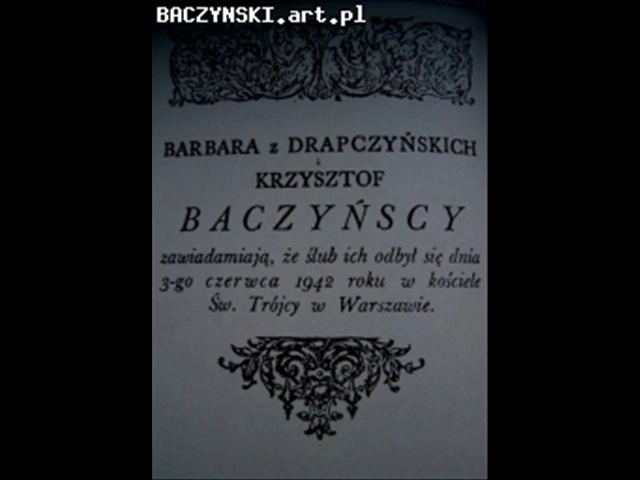 BACZYNSKI.art.pl
BARBARA z DRAPCZYŃSKICH
i
KRZYSZTOF
BACZYŃSCY
zawiadamiają, że ślub ich odbył się dnia
3-go czerwca 1942 roku w kościele
Św. Trójcy w Warszawie.